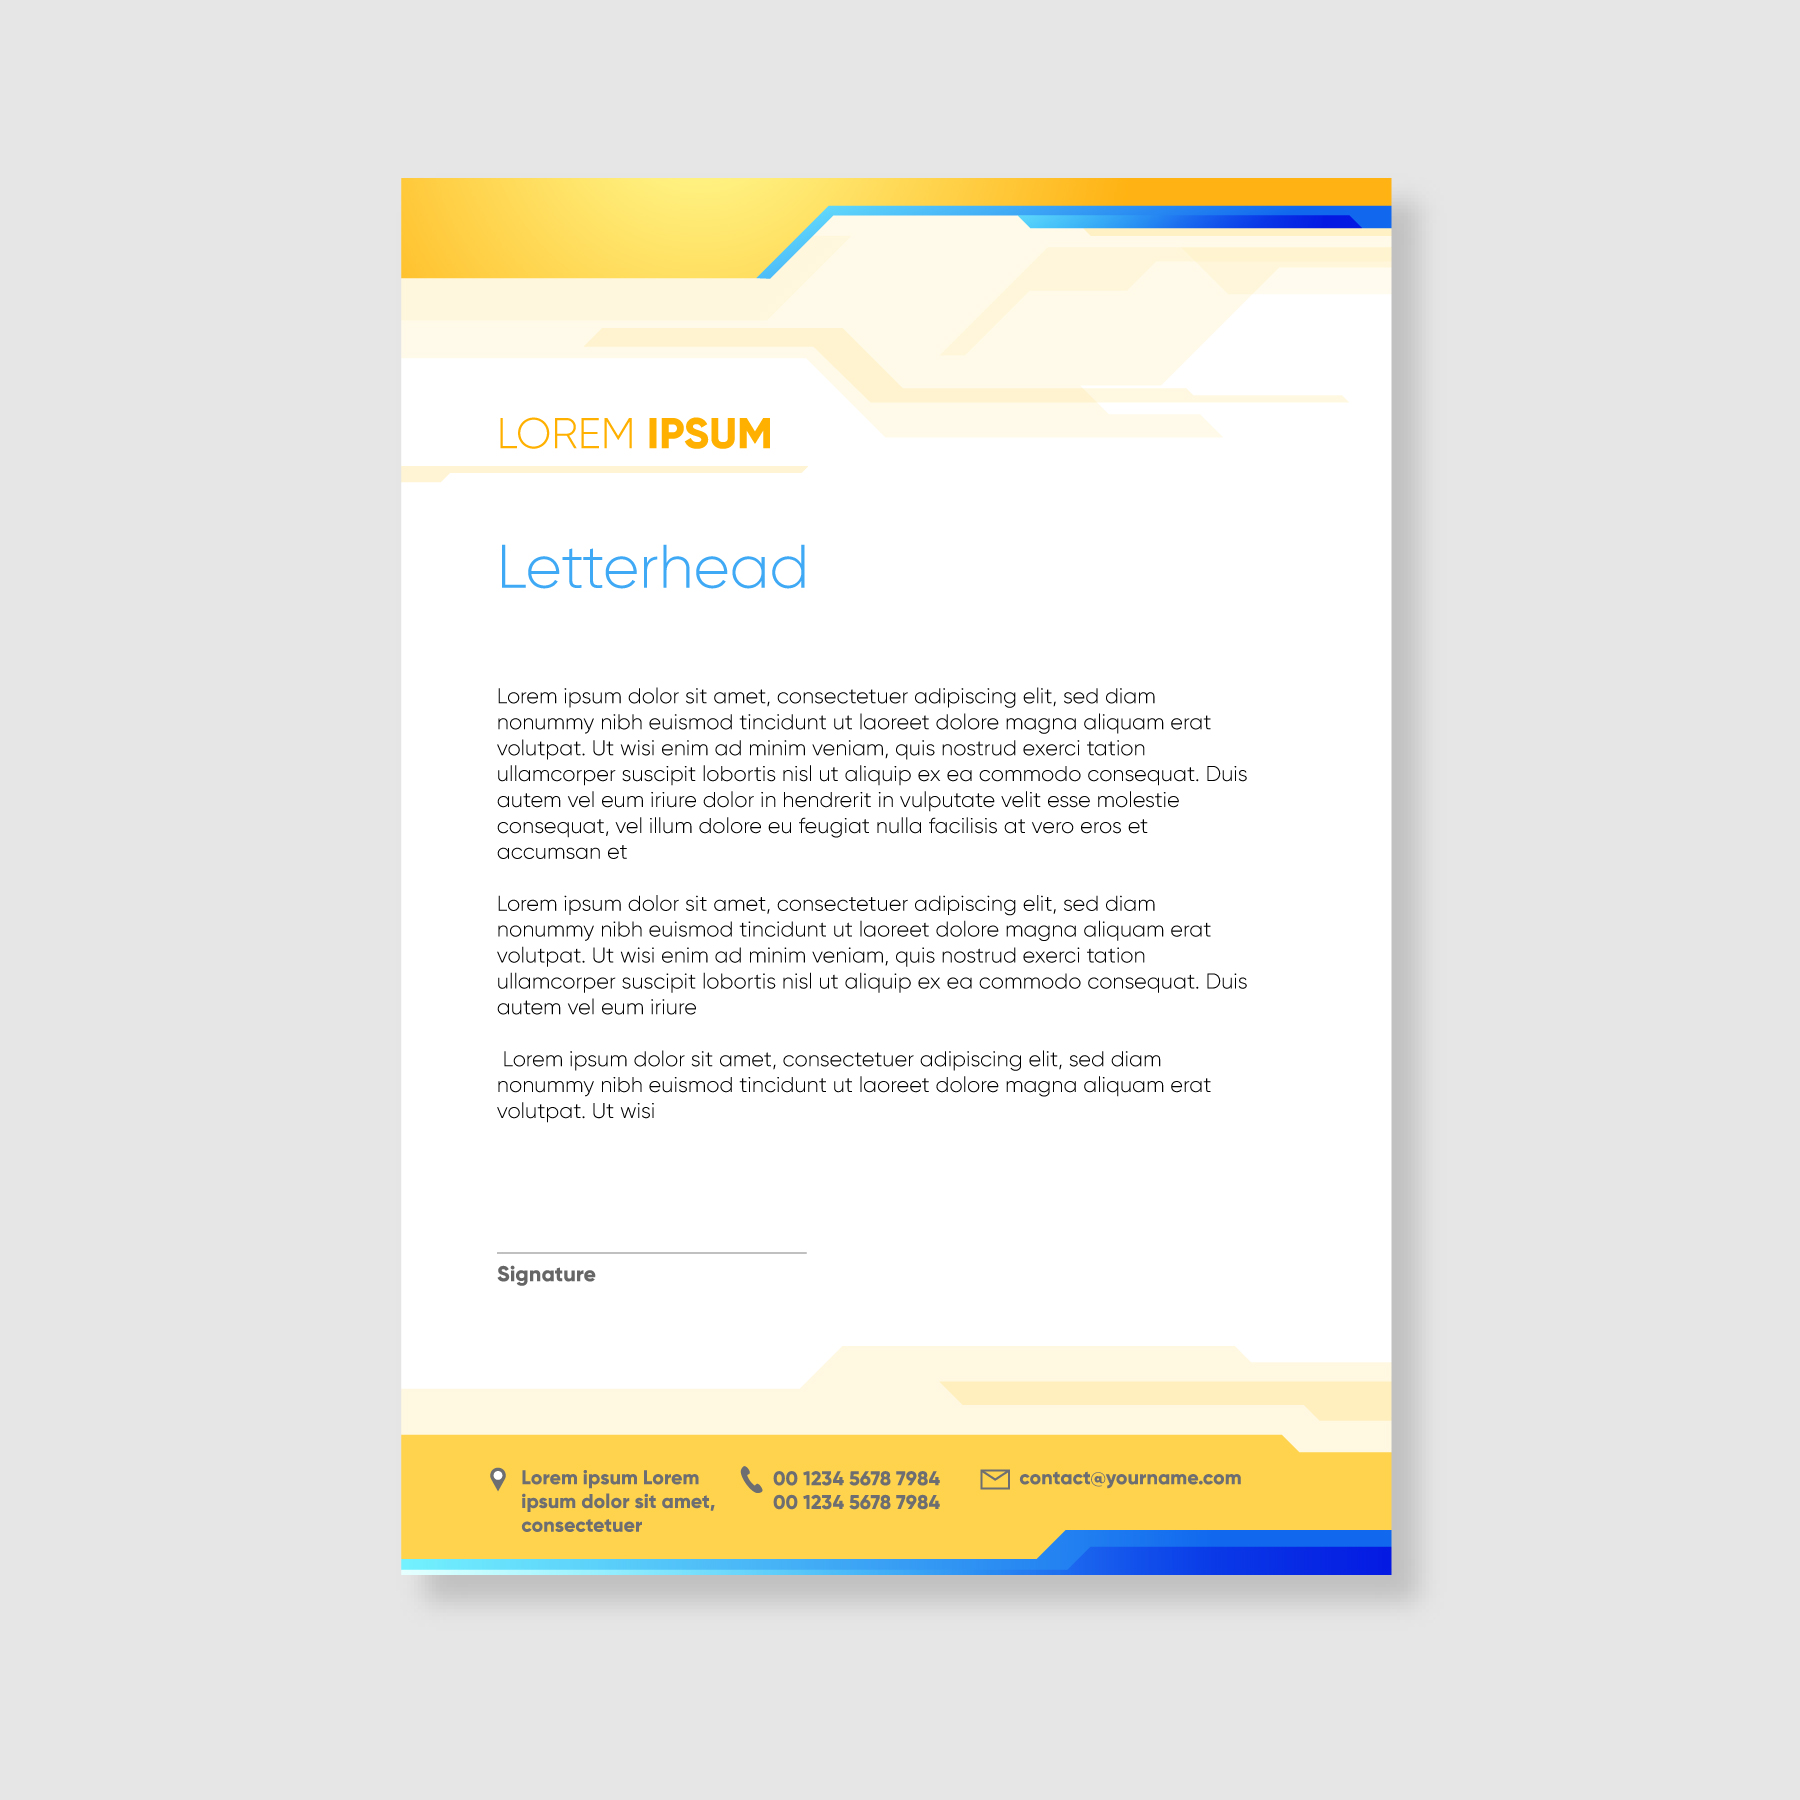 LOREM IPSUM
Letterhead
Lorem ipsum dolor sit amet, consectetuer adipiscing elit, sed diam
nonummy nibh euismod tincidunt ut laoreet dolore magna aliquam erat
volutpat. Ut wisi enim ad minim veniam, quis nostrud exerci tation
ullamcorper suscipit lobortis nisl ut aliquip ex ea commodo consequat. Duis
autem vel eum iriure dolor in hendrerit in vulputate velit esse molestie
consequat, vel illum dolore eu feugiat nulla facilisis at vero eros et
accumsan et
Lorem ipsum dolor sit amet, consectetuer adipiscing elit, sed diam
nonummy nibh euismod tincidunt ut laoreet dolore magna aliquam erat
volutpat. Ut wisi enim ad minim veniam, quis nostrud exerci tation
ullamcorper suscipit lobortis nisl ut aliquip ex ea commodo consequat. Duis
autem vel eum iriure
Lorem ipsum dolor sit amet, consectetuer adipiscing elit, sed diam
nonummy nibh euismod tincidunt ut laoreet dolore magna aliquam erat
volutpat. Ut wisi
Signature
Lorem ipsum Lorem
ipsum dolor sit amet,
consectetuer
00 1234 5678 7984
00 1234 5678 7984
contact@yourname.com